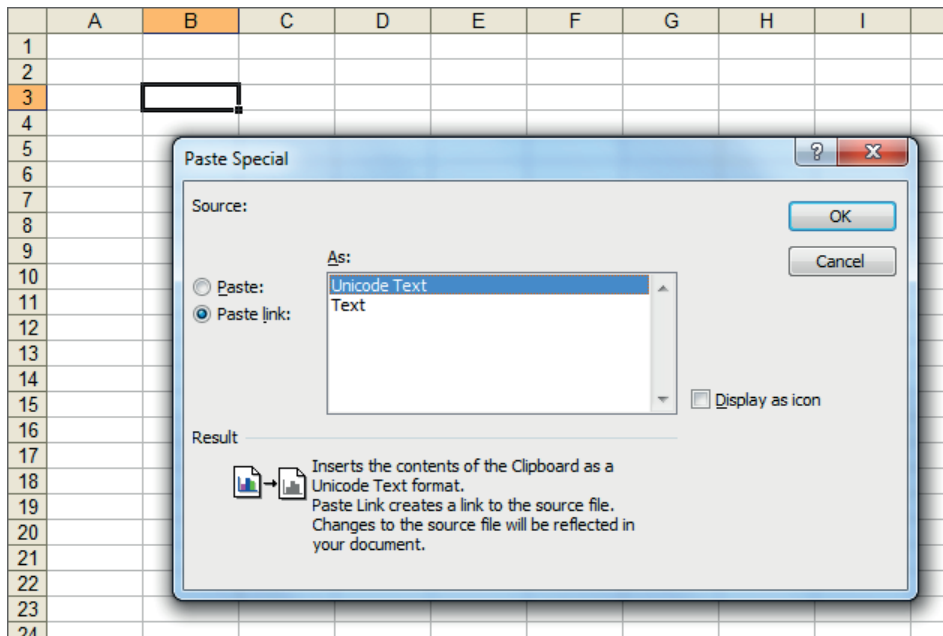 A B C D E F G H I
1
2
3
4
5
6
7
8
9
10
11
12
13
14
15
16
17
18
19
20
21
22
23
24
Paste Special
?
X
Source:
OK
Cancel
As:
Paste:
Paste link:
Unicode Text
Text
Display as icon
Result
Inserts the contents of the Clipboard as a
Unicode Text format.
Paste Link creates a link to the source file.
Changes to the source file will be reflected in
your document.